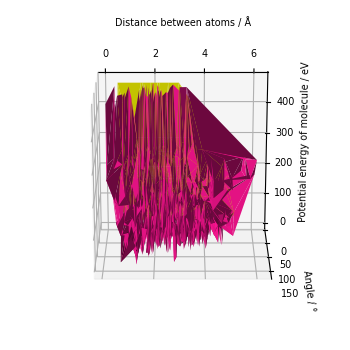 Distance between atoms / Å
0 2 4 6
Potential energy of molecule / eV
400
300
200
100
0
0
50
100
150
Angle / °